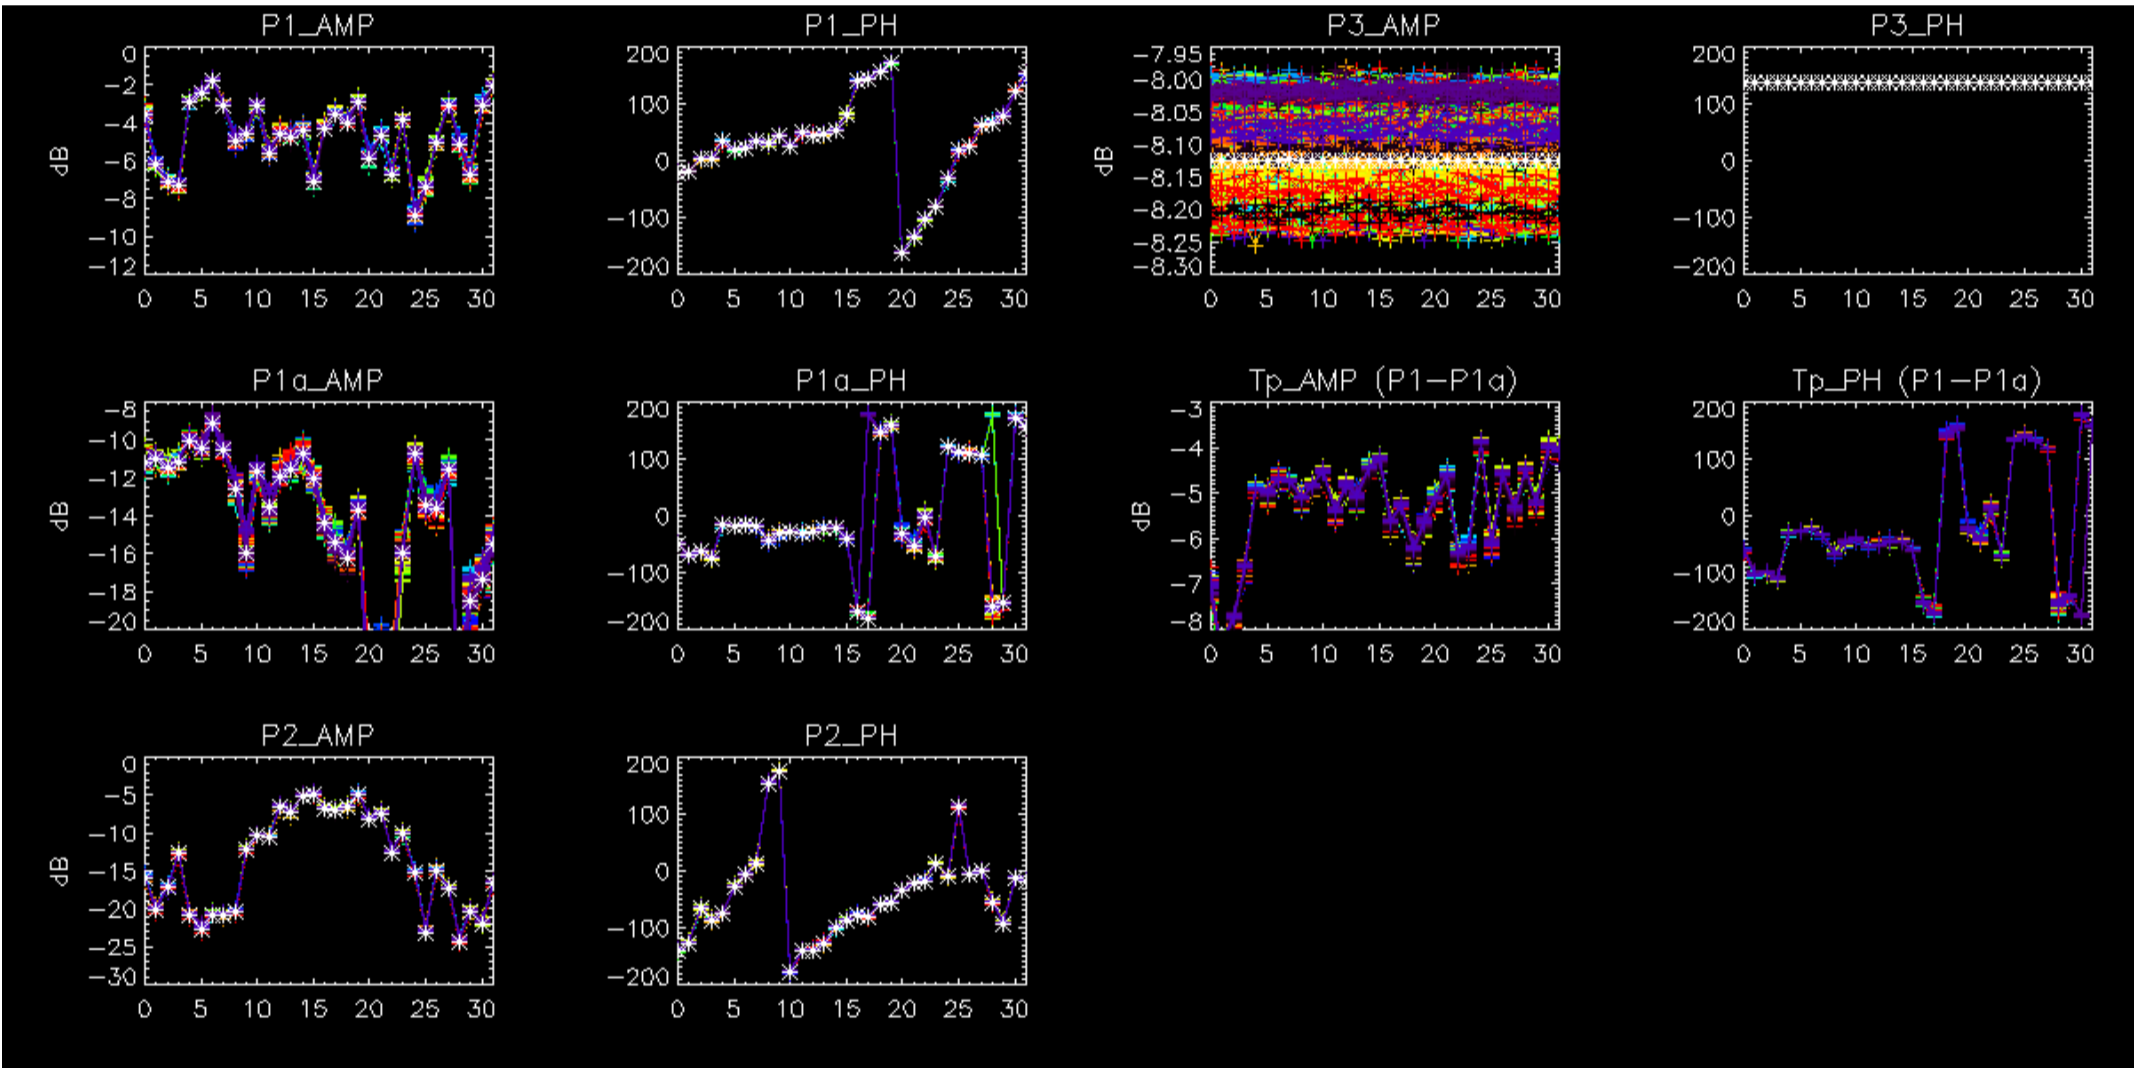 P1_AMP P1_PH P3_AMP P3_PH
0 200 -7.95 200
-2 100 -8.00 100
-4 0 -8.05 0
-6 -100 -8.10 -100
-8 -200 -8.15 -200
-10 -8.20
-12 -8.25
-8.30
dB dB
0 5 10 15 20 25 30 0 5 10 15 20 25 30 0 5 10 15 20 25 30 0 5 10 15 20 25 30
P1a_AMP P1a_PH Tp_AMP (P1-P1a) Tp_PH (P1-P1a)
-8 200 -3 200
-10 100 -4 100
-12 0 -5 0
-14 -100 -6 -100
-16 -200 -7 -200
-18 -8
-20
dB dB
0 5 10 15 20 25 30 0 5 10 15 20 25 30 0 5 10 15 20 25 30 0 5 10 15 20 25 30
P2_AMP P2_PH
0 200
-5 100
-10 0
-15 -100
-20 -200
-25
-30
dB
0 5 10 15 20 25 30 0 5 10 15 20 25 30